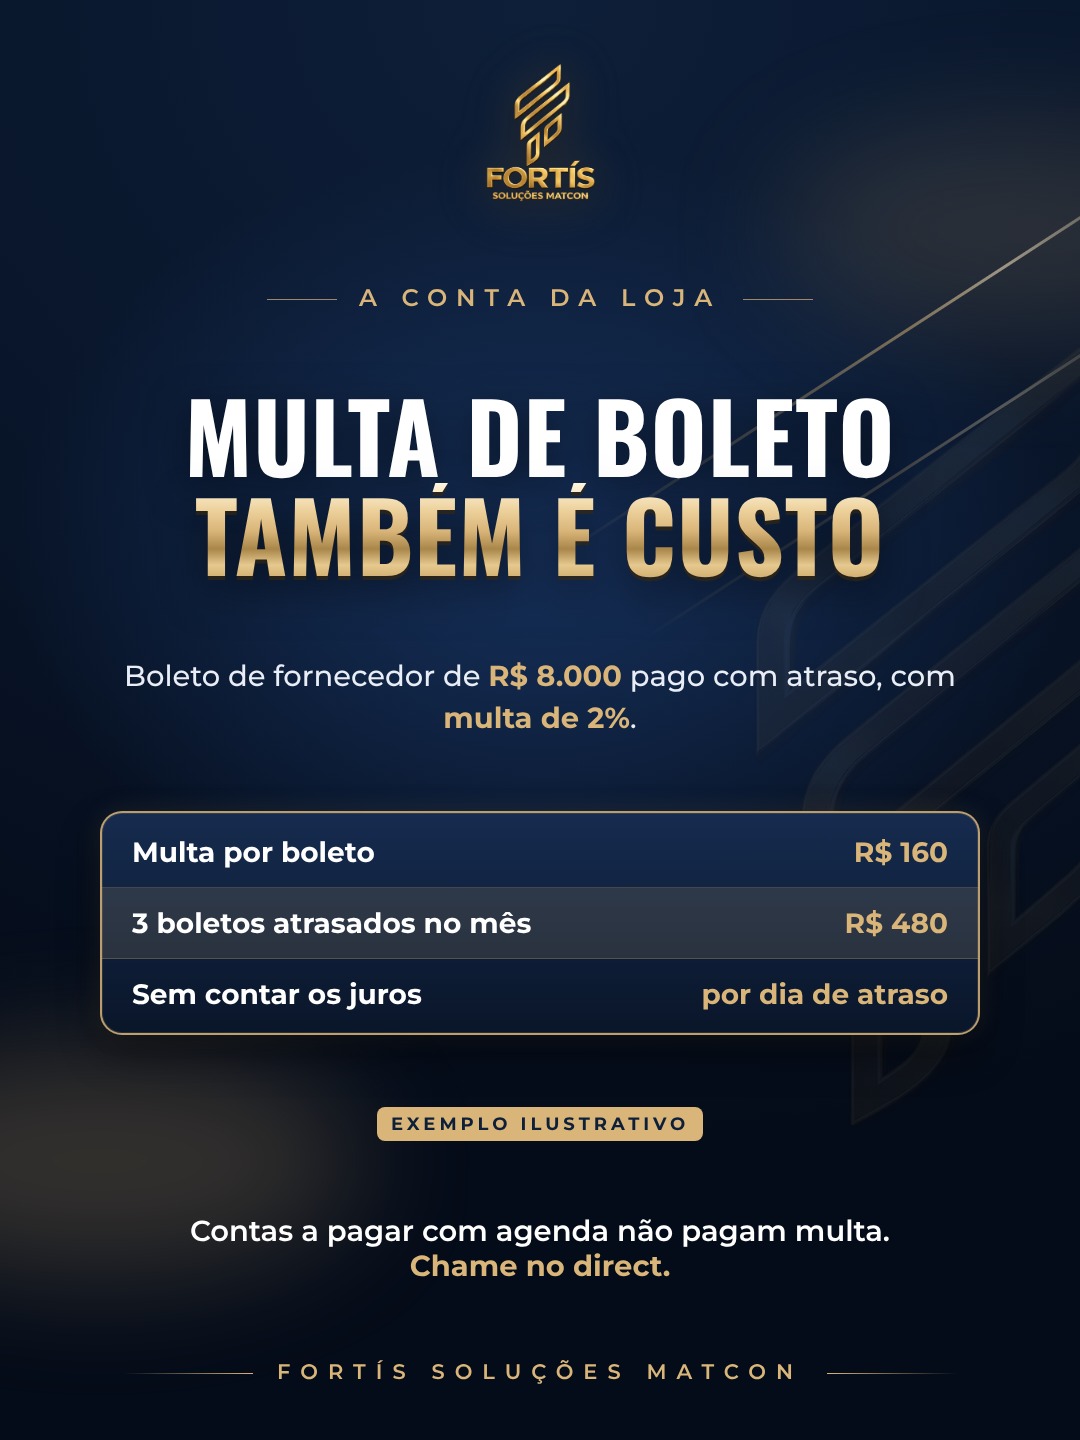 FORTÍS
SOLUÇÕES MATCON
A CONTA DA LOJA
MULTA DE BOLETO
TAMBÉM É CUSTO
Boleto de fornecedor de R$ 8.000 pago com atraso, com
multa de 2%.
Multa por boleto R$ 160
3 boletos atrasados no mês R$ 480
Sem contar os juros por dia de atraso
EXEMPLO ILUSTRATIVO
Contas a pagar com agenda não pagam multa.
Chame no direct.
FORTÍS SOLUÇÕES MATCON